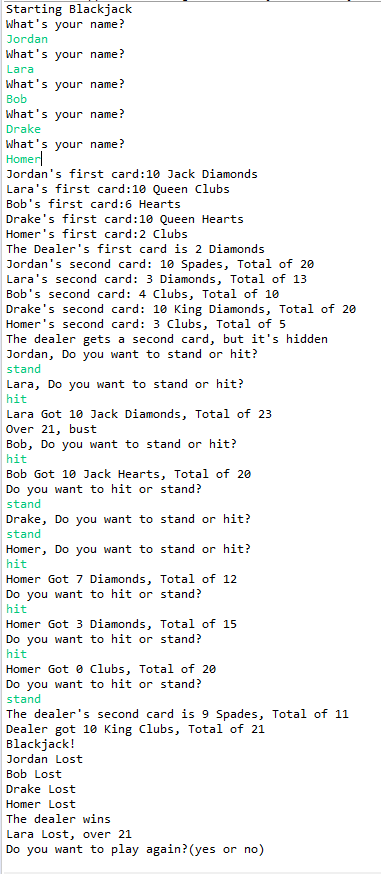 Starting Blackjack
What's your name?
Jordan
What's your name?
Lara
What's your name?
Bob
What's your name?
Drake
What's your name?
Homer
Jordan's first card:10 Jack Diamonds
Lara's first card:10 Queen Clubs
Bob's first card:6 Hearts
Drake's first card:10 Queen Hearts
Homer's first card:2 Clubs
The Dealer's first card is 2 Diamonds
Jordan's second card: 10 Spades, Total of 20
Lara's second card: 3 Diamonds, Total of 13
Bob's second card: 4 Clubs, Total of 10
Drake's second card: 10 King Diamonds, Total of 20
Homer's second card: 3 Clubs, Total of 5
The dealer gets a second card, but it's hidden
Jordan, Do you want to stand or hit?
stand
Lara, Do you want to stand or hit?
hit
Lara Got 10 Jack Diamonds, Total of 23
Over 21, bust
Bob, Do you want to stand or hit?
hit
Bob Got 10 Jack Hearts, Total of 20
Do you want to hit or stand?
stand
Drake, Do you want to stand or hit?
stand
Homer, Do you want to stand or hit?
hit
Homer Got 7 Diamonds, Total of 12
Do you want to hit or stand?
hit
Homer Got 3 Diamonds, Total of 15
Do you want to hit or stand?
hit
Homer Got 0 Clubs, Total of 20
Do you want to hit or stand?
stand
The dealer's second card is 9 Spades, Total of 11
Dealer got 10 King Clubs, Total of 21
Blackjack!
Jordan Lost
Bob Lost
Drake Lost
Homer Lost
The dealer wins
Lara Lost, over 21
Do you want to play again?(yes or no)